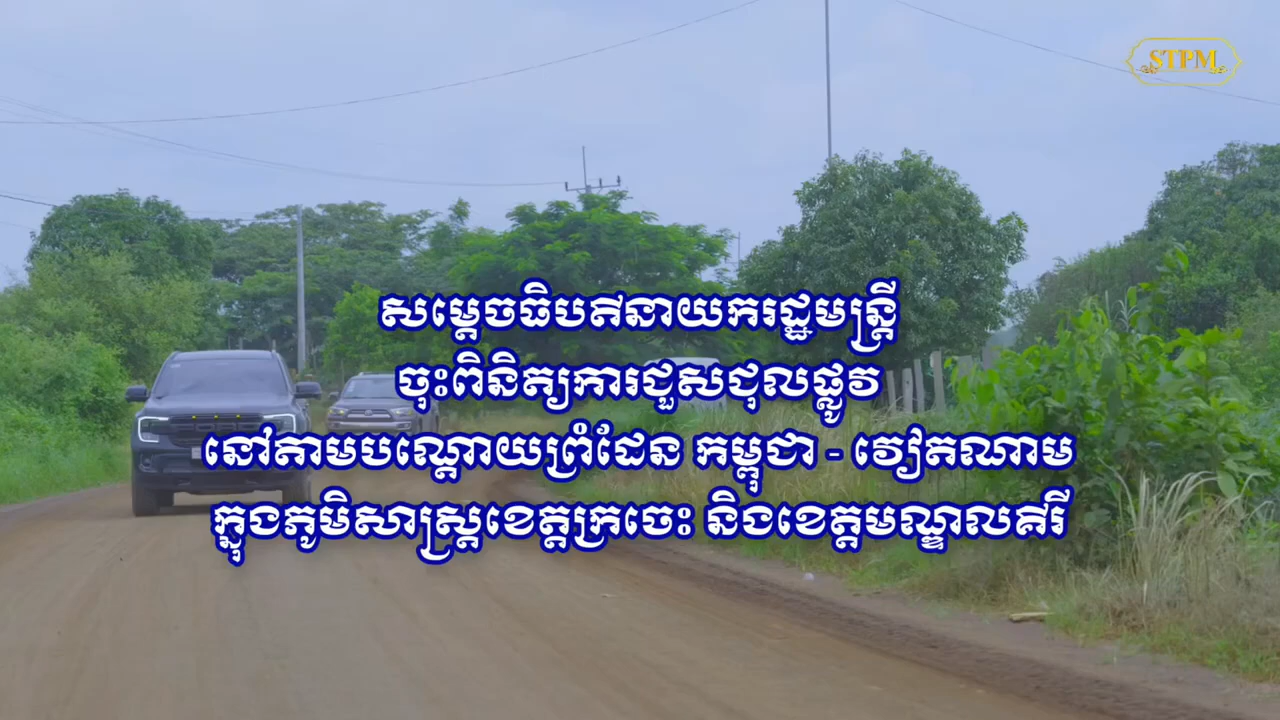 STPM
សម្តេចធិបតីនាយករដ្ឋមន្ត្រី
ចុះពិនិត្យការជួសជុលផ្លូវ
នៅតាមបណ្តោយព្រំដែន កម្ពុជា - វៀតណាម
ក្នុងភូមិសាស្ត្រខេត្តក្រចេះ និងខេត្តមណ្ឌលគីរី